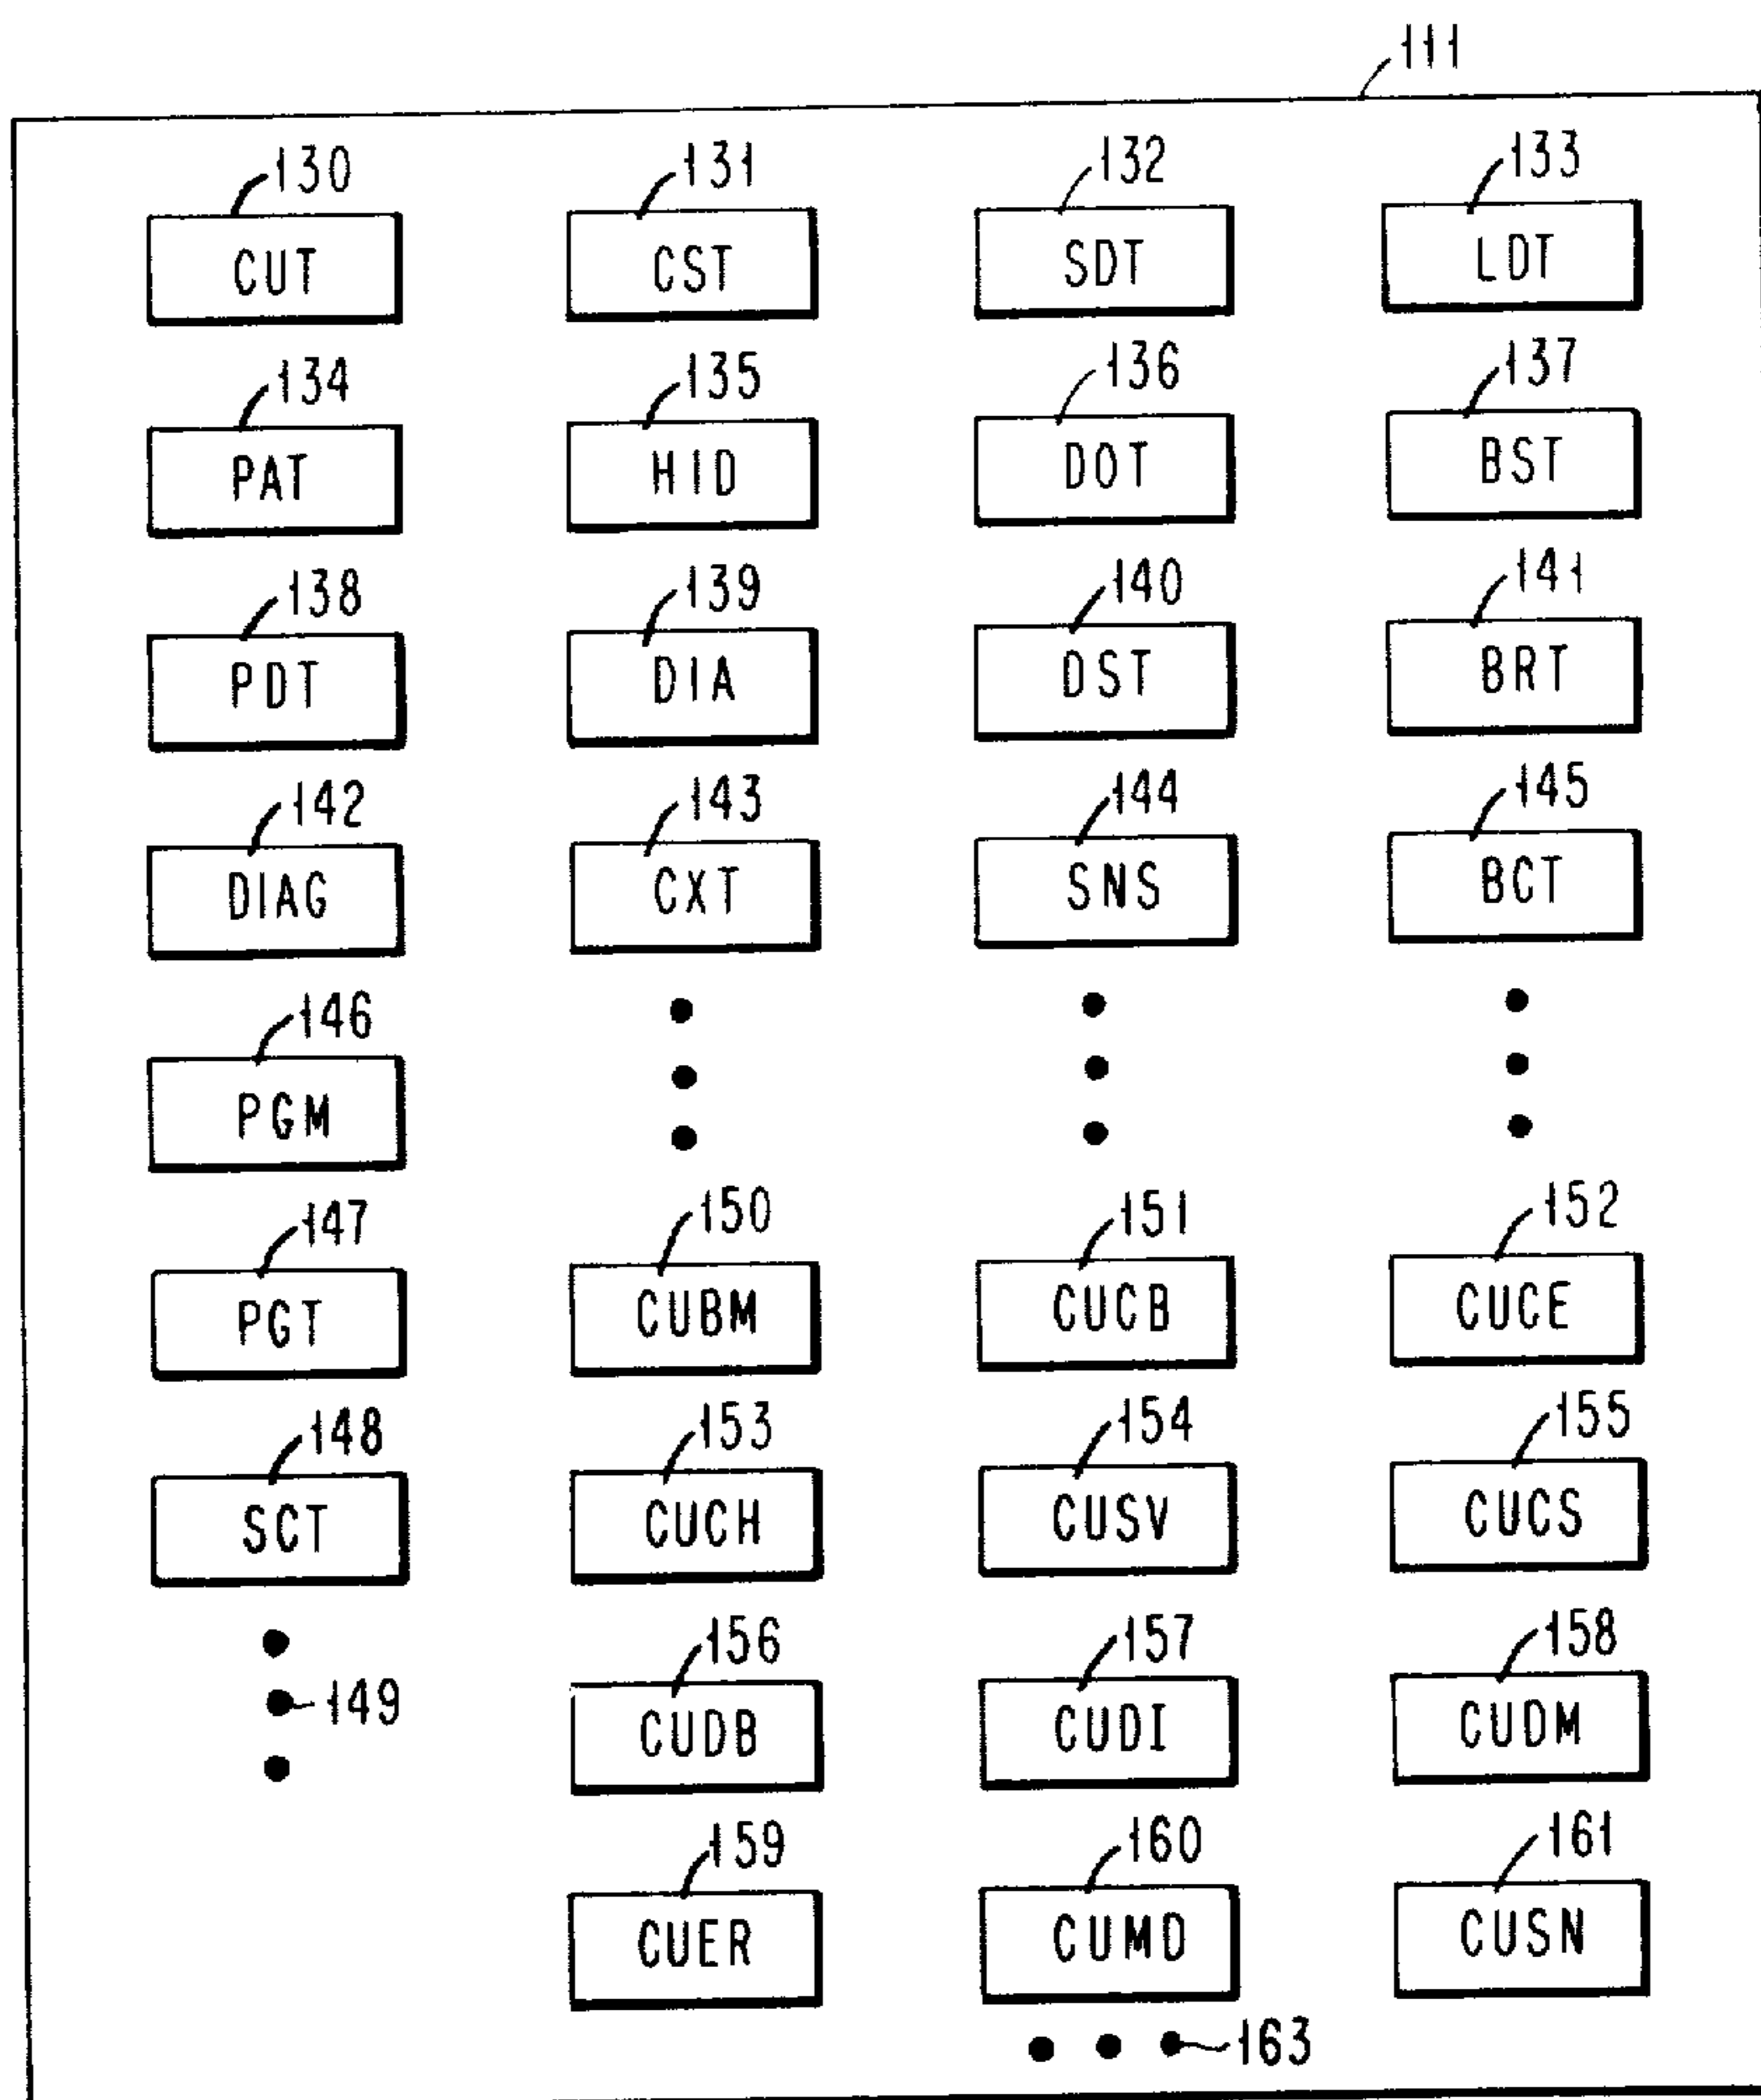 111
130 131 132 133
CUT CST SDT LDT
134 135 136 137
PAT HID DOT BST
138 139 140 141
PDT DIA DST BRT
142 143 144 145
DIAG CXT SNS BCT
146
PGM
147 150 151 152
PGT CUBM CUCB CUCE
148 153 154 155
SCT CUCH CUSV CUCS
156 157 158
149
CUDB CUDI CUDM
159 160 161
CUER CUMD CUSN
163